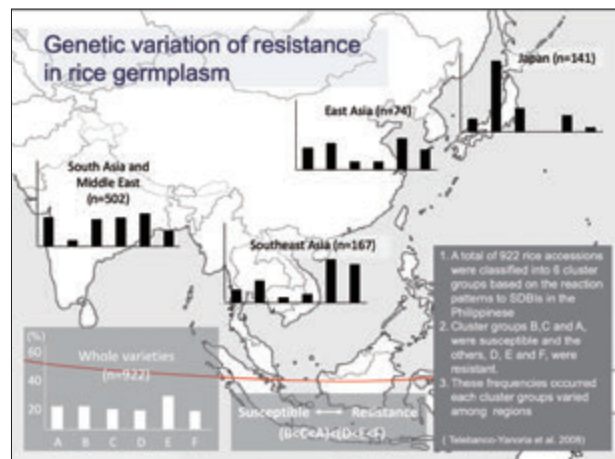 Genetic variation of resistance
in rice germplasm
Japan (n=141)
East Asia (n=74)
South Asia and
Middle East
(n=502)
Southeast Asia (n=167)
1. A total of 922 rice accessions
were classified into 6 cluster
groups based on the reaction
patterns to SDBIs in the
Philippinese
2. Cluster groups B,C and A,
were susceptible and the
others, D, E and F, were
resistant.
3. These frequencies occurred
each cluster groups varied
among regions
( Telebanco-Yanoria et al. 2008)
(%)
60
40
20
Whole varieties
(n=922)
A B C D E F
Susceptible ⟷ Resistance
(B<C<A)<(D<E<F)